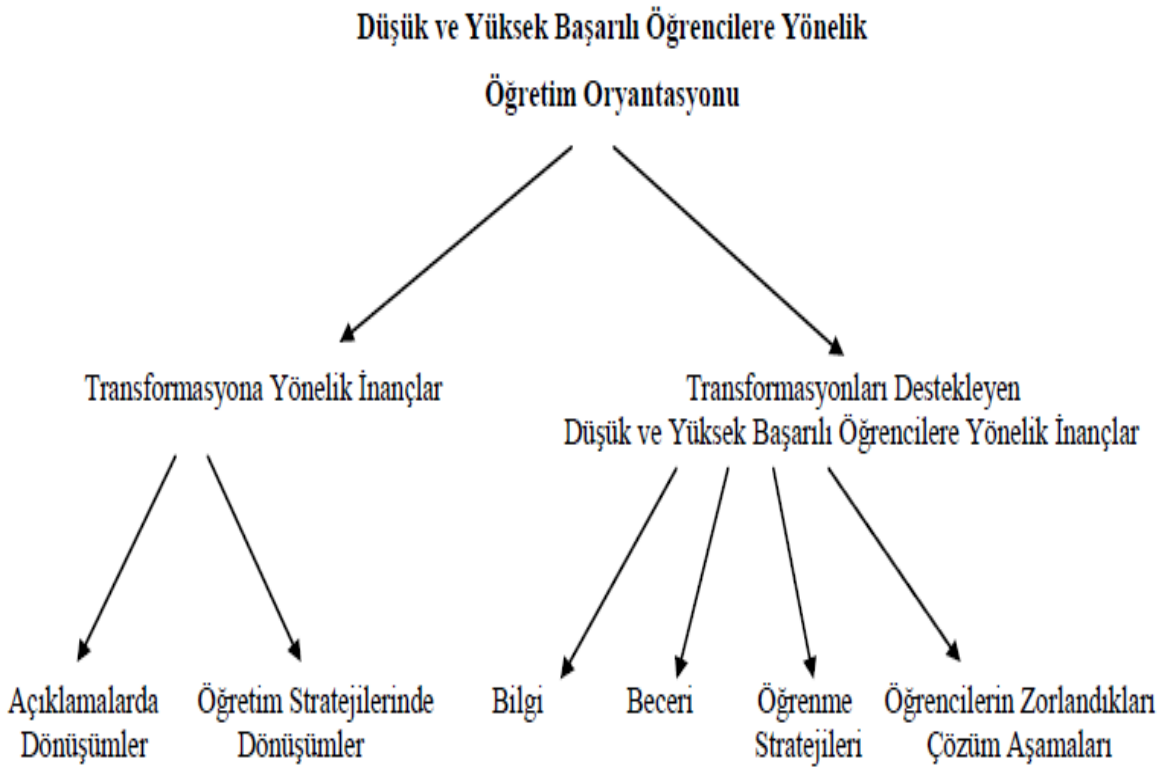 Düşük ve Yüksek Başarılı Öğrencilere Yönelik
Öğretim Oryantasyonu
Transformasyona Yönelik İnançlar
Transformasyonları Destekleyen
Düşük ve Yüksek Başarılı Öğrencilere Yönelik İnançlar
Açıklamalarda
Dönüşümler
Öğretim Stratejilerinde
Dönüşümler
Bilgi
Beceri
Öğrenme
Stratejileri
Öğrencilerin Zorlandıkları
Çözüm Aşamaları